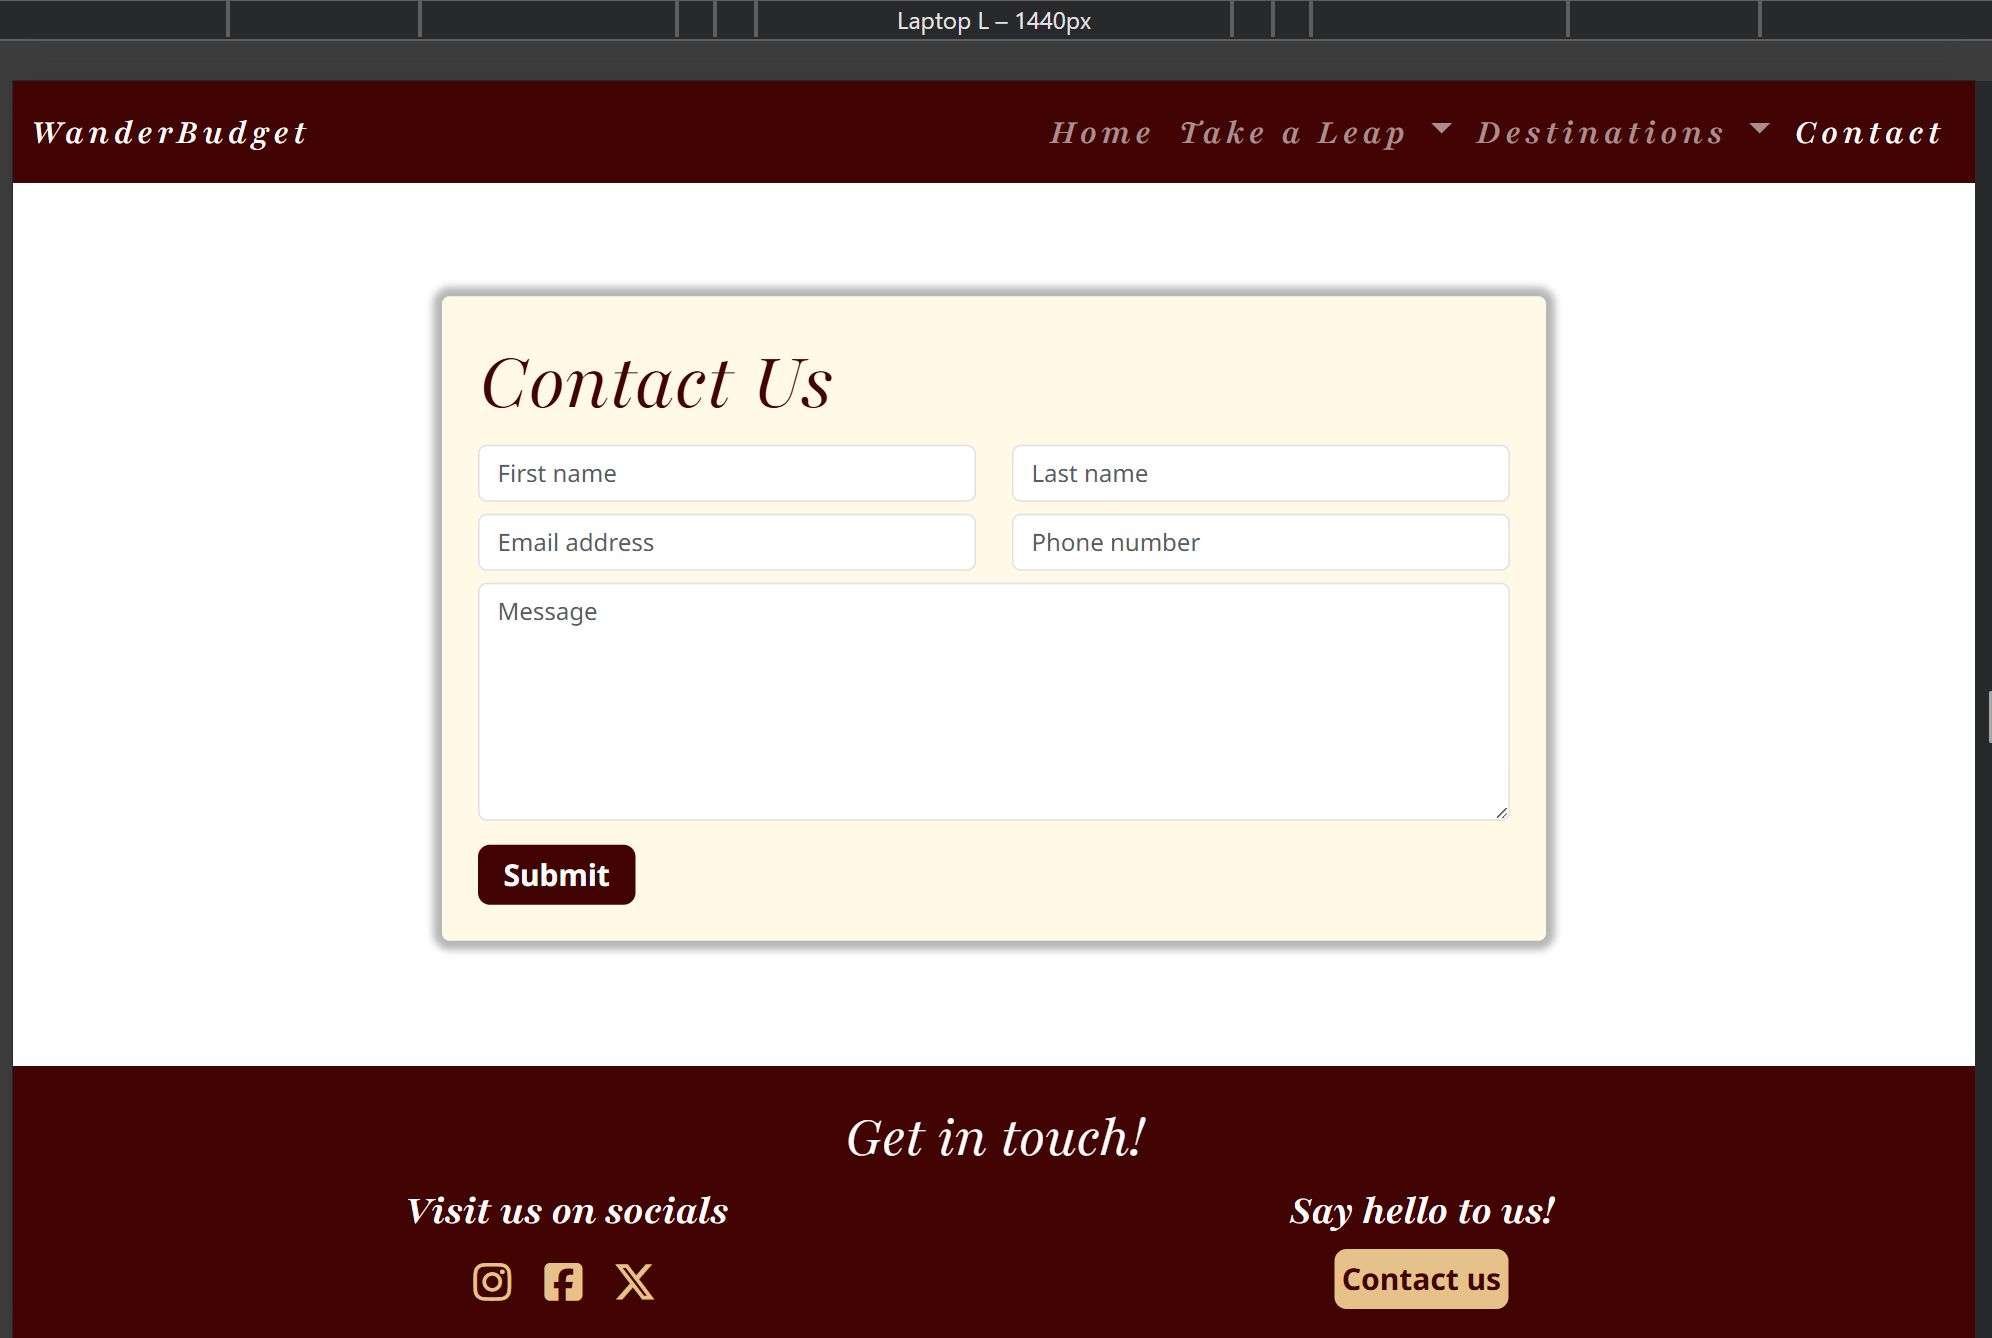 Laptop L – 1440px
WanderBudget Home Take a Leap Destinations Contact
Contact Us
First name Last name
Email address Phone number
Message
Submit
Get in touch!
Visit us on socials Say hello to us!
Contact us